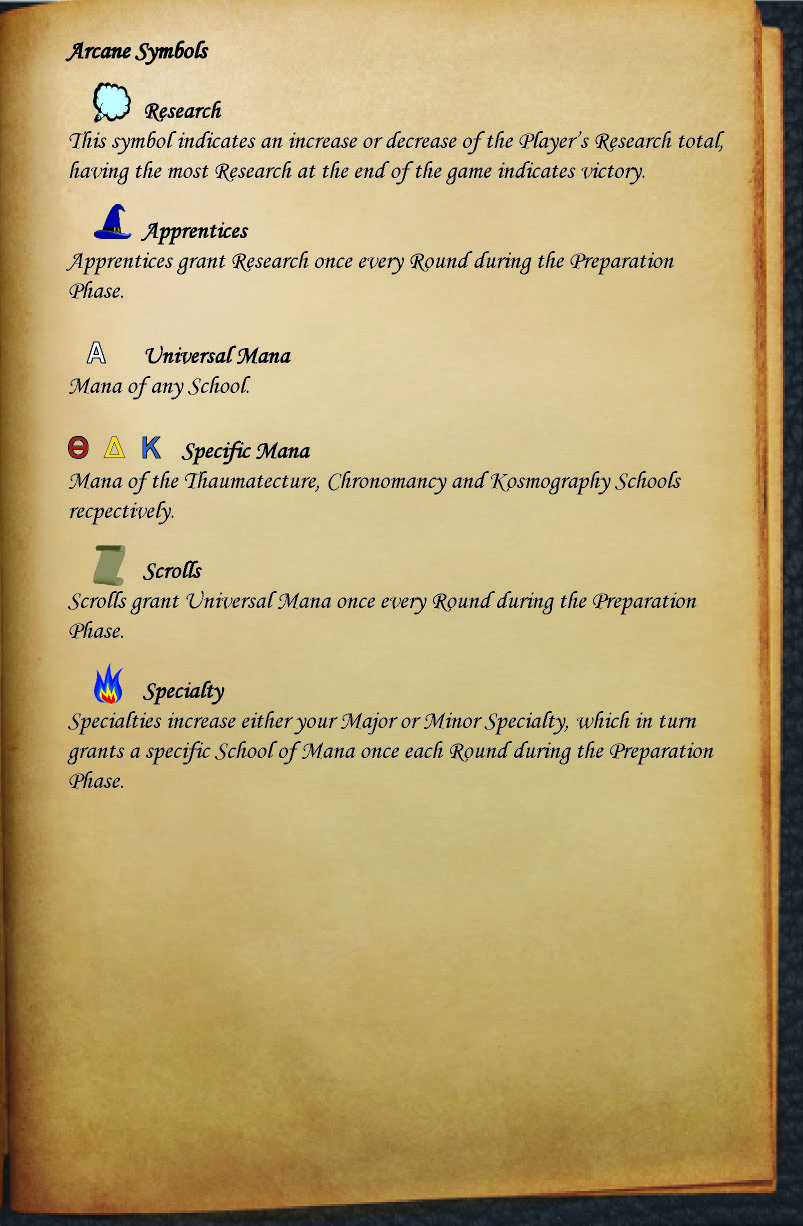 Arcane Symbols
Research
This symbol indicates an increase or decrease of the Player's Research total,
having the most Research at the end of the game indicates victory.
Apprentices
Apprentices grant Research once every Round during the Preparation
Phase.
A Universal Mana
Mana of any School.
Θ Δ K Specific Mana
Mana of the Thaumatecture, Chronomancy and Kosmography Schools
recpectively.
Scrolls
Scrolls grant Universal Mana once every Round during the Preparation
Phase.
Specialty
Specialties increase either your Major or Minor Specialty, which in turn
grants a specific School of Mana once each Round during the Preparation
Phase.